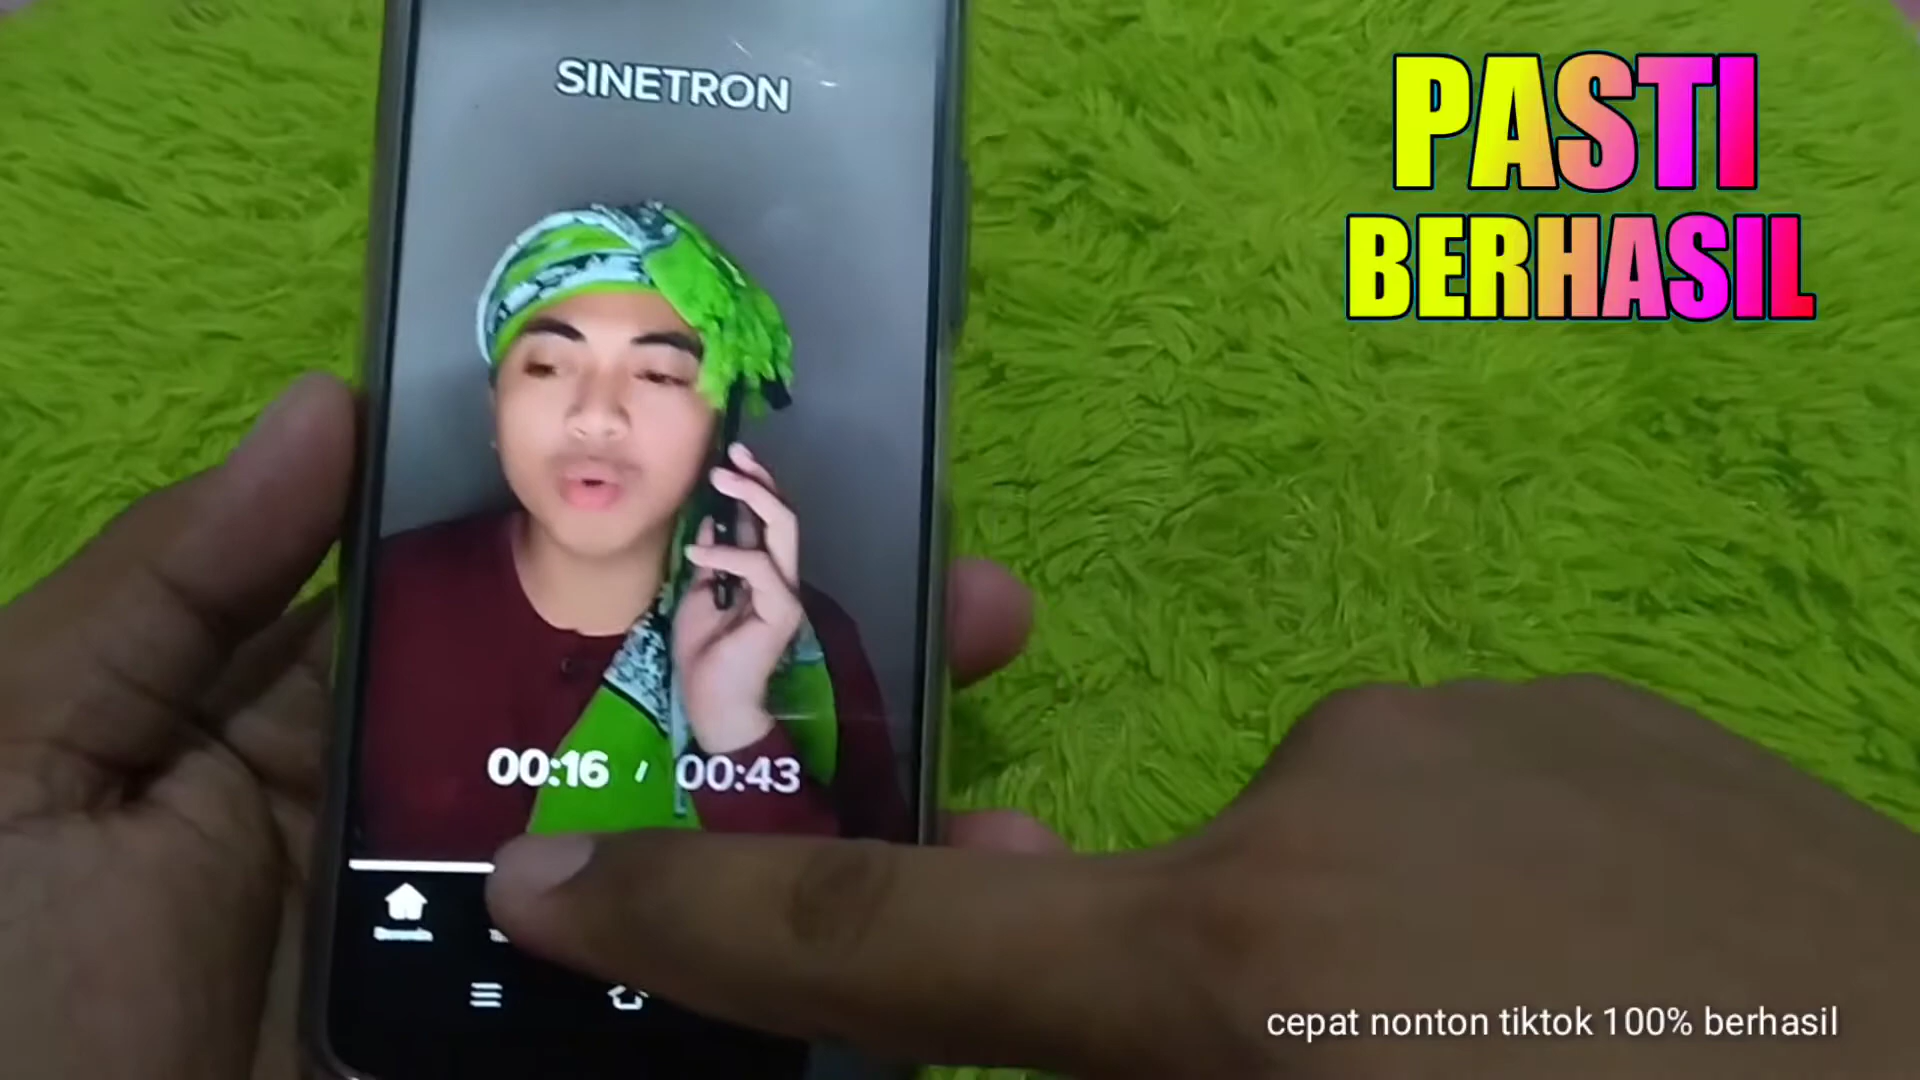 SINETRON
PASTI
BERHASIL
00:16 / 00:43
cepat nonton tiktok 100% berhasil